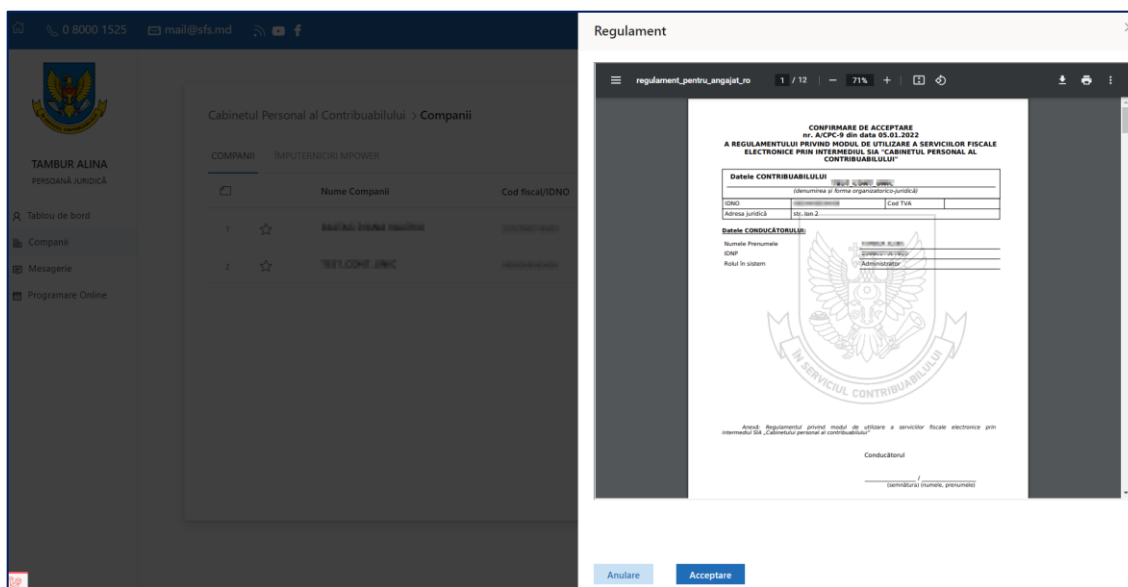 0 8000 1525 mail@sfs.md
TAMBUR ALINA
PERSOANĂ JURIDICĂ
Tablou de bord
Companii
Mesagerie
Programare Online
Cabinetul Personal al Contribuabilului > Companii
COMPANII ÎMPUTERNICIRI MPOWER
Nume Companii Cod fiscal/IDNO
1
2
Regulament
regulament_pentru_angajat_ro 1 / 12 — 71% +
CONFIRMARE DE ACCEPTARE
nr. A/CPC-9 din data 05.01.2022
A REGULAMENTULUI PRIVIND MODUL DE UTILIZARE A SERVICIILOR FISCALE
ELECTRONICE PRIN INTERMEDIUL SIA "CABINETUL PERSONAL AL
CONTRIBUABILULUI"
Datele CONTRIBUABILULUI
(denumirea și forma organizatorico-juridică)
IDNO Cod TVA
Adresa juridică str. Ion 2
Datele CONDUCĂTORULUI:
Numele Prenumele
IDNP
Rolul în sistem Administrator
ÎN SERVICIUL CONTRIBUABILULUI
Anexă: Regulamentul privind modul de utilizare a serviciilor fiscale electronice prin
intermediul SIA „Cabinetului personal al contribuabilului"
Conducătorul
/
(semnătura) (numele, prenumele)
Anulare Acceptare